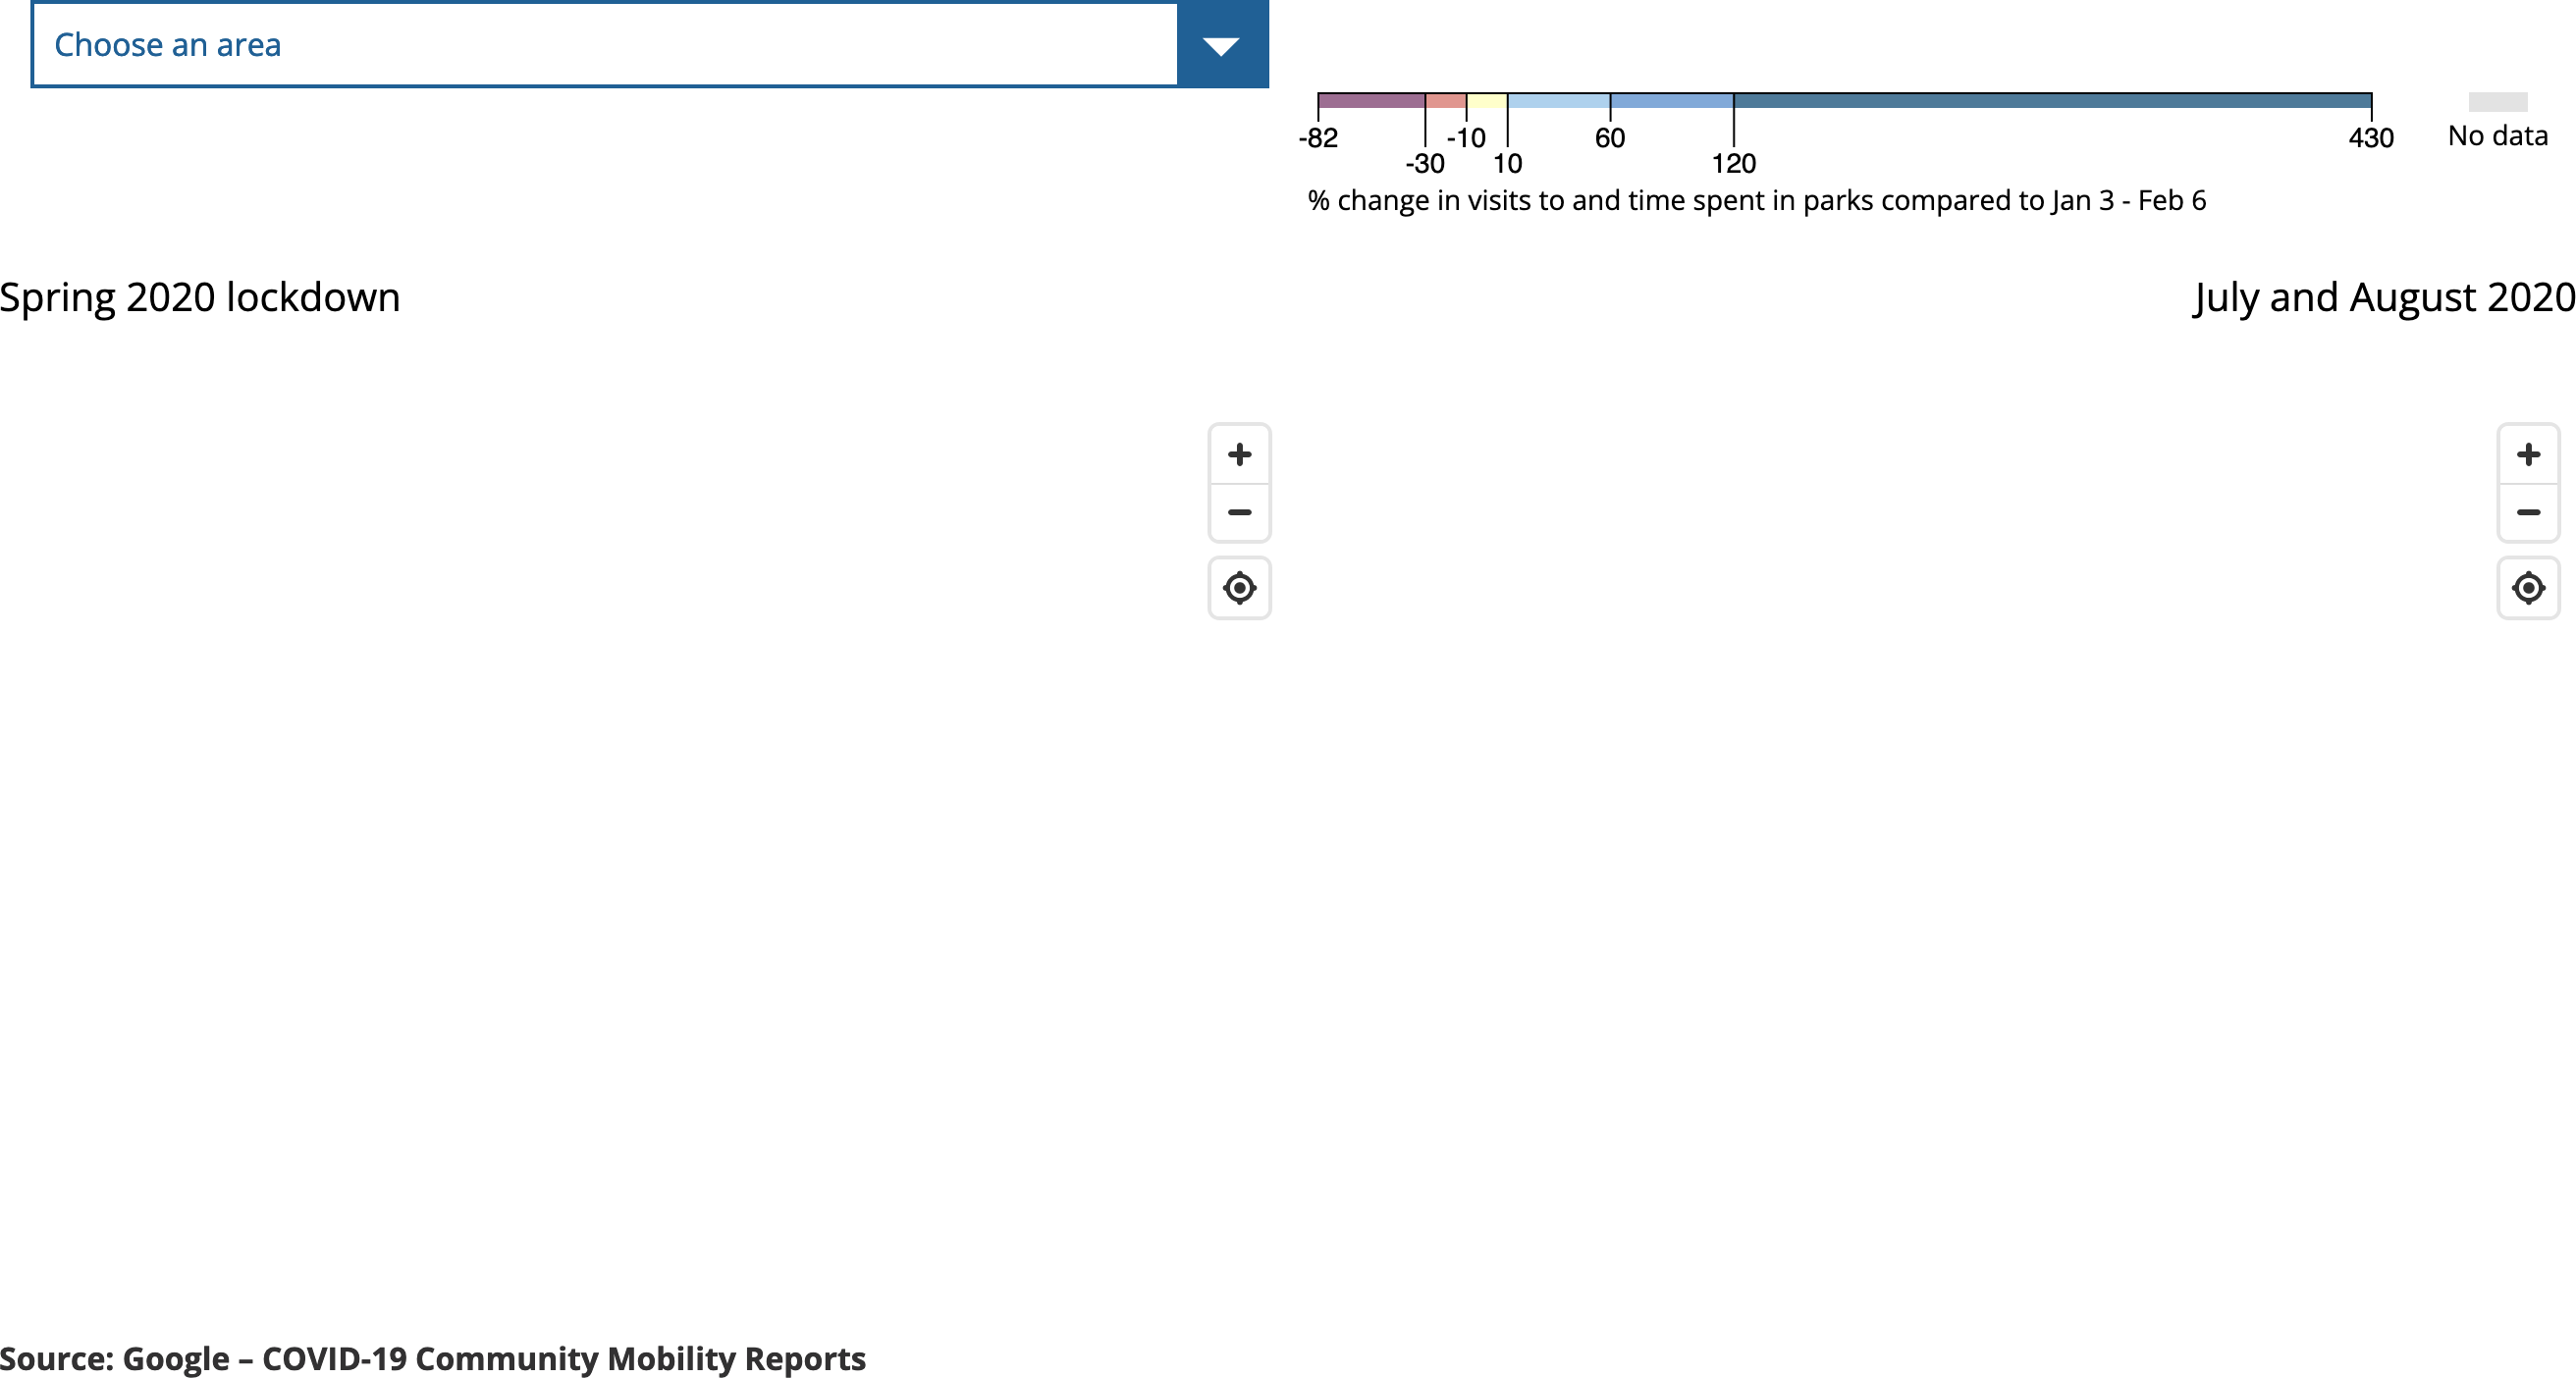 Choose an area
-82
-30
-10
10
60
120
430
No data
% change in visits to and time spent in parks compared to Jan 3 - Feb 6
Spring 2020 lockdown
July and August 2020
Source: Google – COVID-19 Community Mobility Reports